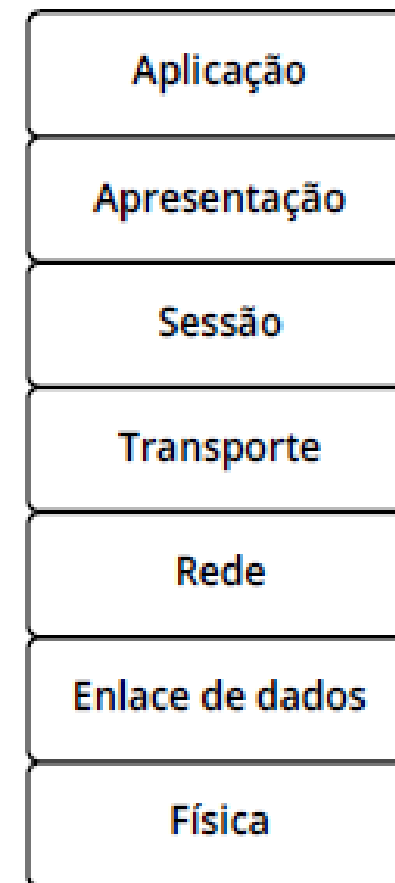 Aplicação
Apresentação
Sessão
Transporte
Rede
Enlace de dados
Física